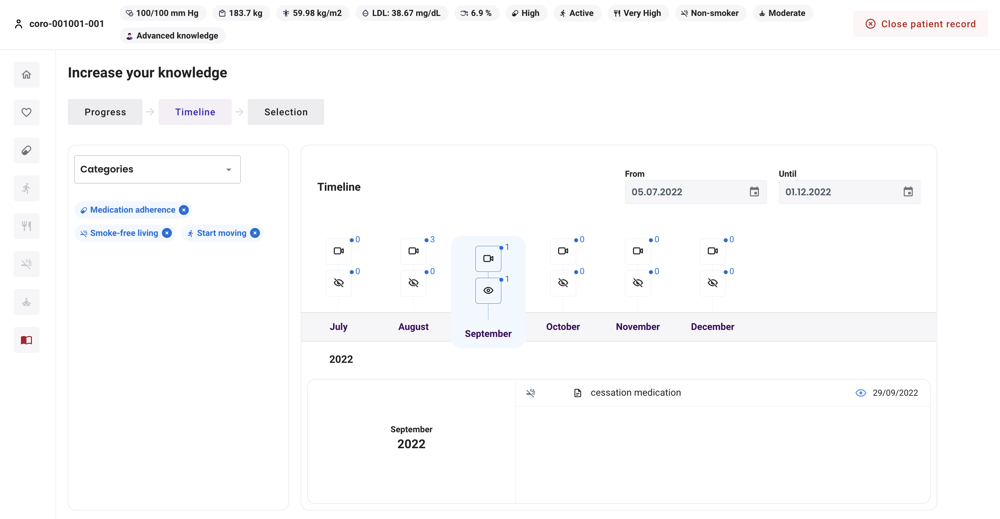 coro-001001-001
100/100 mm Hg
183.7 kg
59.98 kg/m2
LDL: 38.67 mg/dL
6.9 %
High
Active
Very High
Non-smoker
Moderate
Advanced knowledge
Close patient record
Increase your knowledge
Progress
Timeline
Selection
Categories
Medication adherence
Smoke-free living
Start moving
Timeline
From
05.07.2022
Until
01.12.2022
0 3 1 0 0 0
0 0 1 0 0 0
July August September October November December
2022
September
2022
cessation medication
29/09/2022